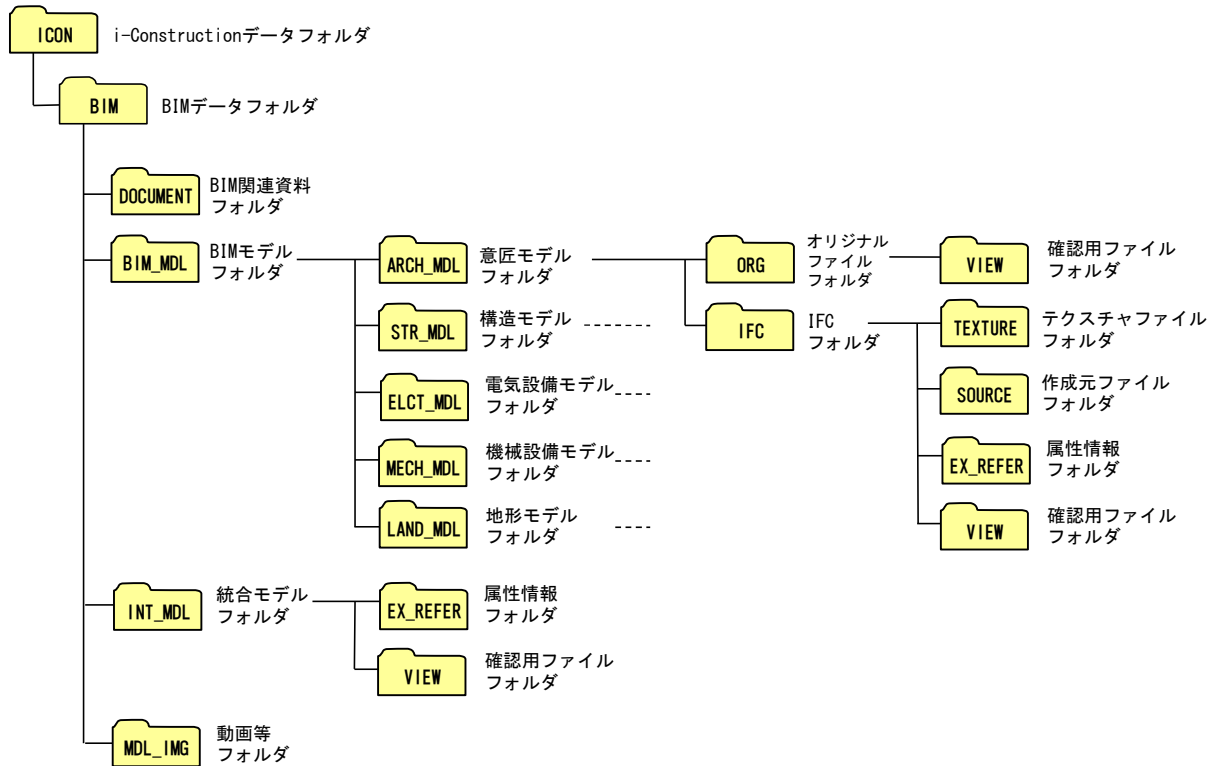 ICON
i-Constructionデータフォルダ
BIM
BIMデータフォルダ
DOCUMENT
BIM関連資料
フォルダ
BIM_MDL
BIMモデル
フォルダ
ARCH_MDL
意匠モデル
フォルダ
ORG
オリジナル
ファイル
フォルダ
VIEW
確認用ファイル
フォルダ
STR_MDL
構造モデル
フォルダ
IFC
IFC
フォルダ
TEXTURE
テクスチャファイル
フォルダ
ELCT_MDL
電気設備モデル
フォルダ
SOURCE
作成元ファイル
フォルダ
MECH_MDL
機械設備モデル
フォルダ
EX_REFER
属性情報
フォルダ
LAND_MDL
地形モデル
フォルダ
VIEW
確認用ファイル
フォルダ
INT_MDL
統合モデル
フォルダ
EX_REFER
属性情報
フォルダ
VIEW
確認用ファイル
フォルダ
MDL_IMG
動画等
フォルダ